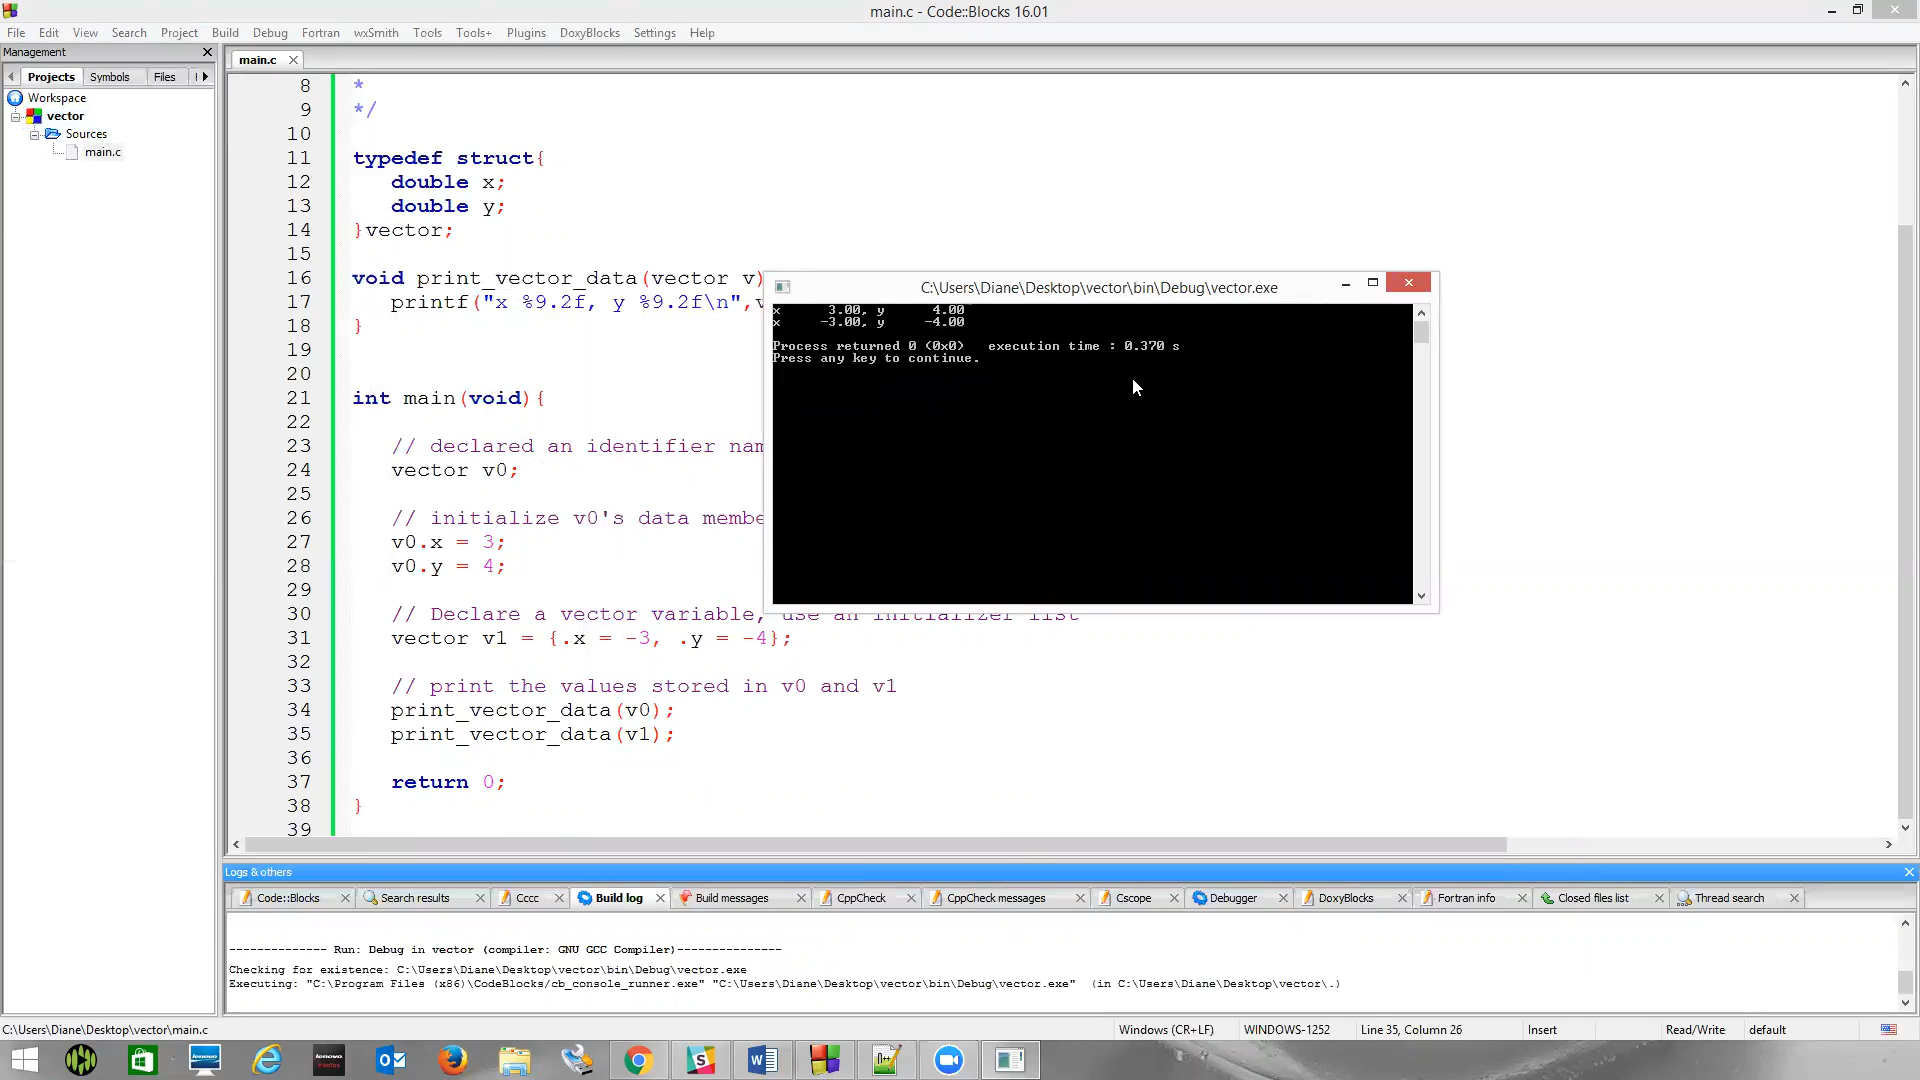 main.c - Code::Blocks 16.01
File Edit View Search Project Build Debug Fortran wxSmith Tools Tools+ Plugins DoxyBlocks Settings Help
Management
Projects Symbols Files
Workspace
vector
Sources
main.c
main.c
8 *
9 */
10
11 typedef struct{
12 double x;
13 double y;
14 }vector;
15
16 void print_vector_data(vector v)
17 printf("x %9.2f, y %9.2f\n",v
18 }
19
20
21 int main(void){
22
23 // declared an identifier nam
24 vector v0;
25
26 // initialize v0's data membe
27 v0.x = 3;
28 v0.y = 4;
29
30 // Declare a vector variable, use an initializer list
31 vector v1 = {.x = -3, .y = -4};
32
33 // print the values stored in v0 and v1
34 print_vector_data(v0);
35 print_vector_data(v1);
36
37 return 0;
38 }
39
C:\Users\Diane\Desktop\vector\bin\Debug\vector.exe
x 3.00, y 4.00
x -3.00, y -4.00
Process returned 0 (0x0) execution time : 0.370 s
Press any key to continue.
Logs & others
Code::Blocks Search results Cccc Build log Build messages CppCheck CppCheck messages Cscope Debugger DoxyBlocks Fortran info Closed files list Thread search
-------------- Run: Debug in vector (compiler: GNU GCC Compiler)---------------
Checking for existence: C:\Users\Diane\Desktop\vector\bin\Debug\vector.exe
Executing: "C:\Program Files (x86)\CodeBlocks/cb_console_runner.exe" "C:\Users\Diane\Desktop\vector\bin\Debug\vector.exe" (in C:\Users\Diane\Desktop\vector\.)
C:\Users\Diane\Desktop\vector\main.c Windows (CR+LF) WINDOWS-1252 Line 35, Column 26 Insert Read/Write default